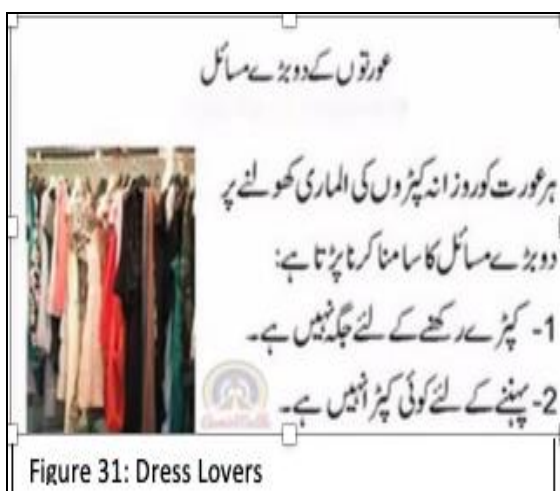 عورتوں کے دو بڑے مسائل
ہر عورت کو روزانہ کپڑوں کی الماری کھولنے پر
دو بڑے مسائل کا سامنا کرنا پڑتا ہے:
1- کپڑے رکھنے کے لئے جگہ نہیں ہے۔
2- پہننے کے لئے کوئی کپڑا نہیں ہے۔
Figure 31: Dress Lovers